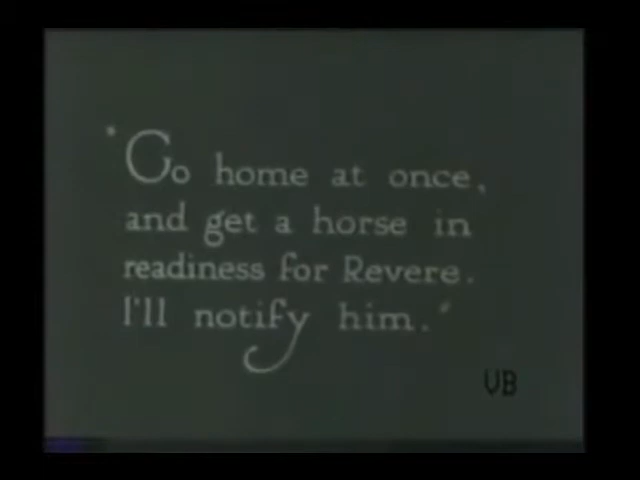 "Go home at once,
and get a horse in
readiness for Revere.
I'll notify him."
VB